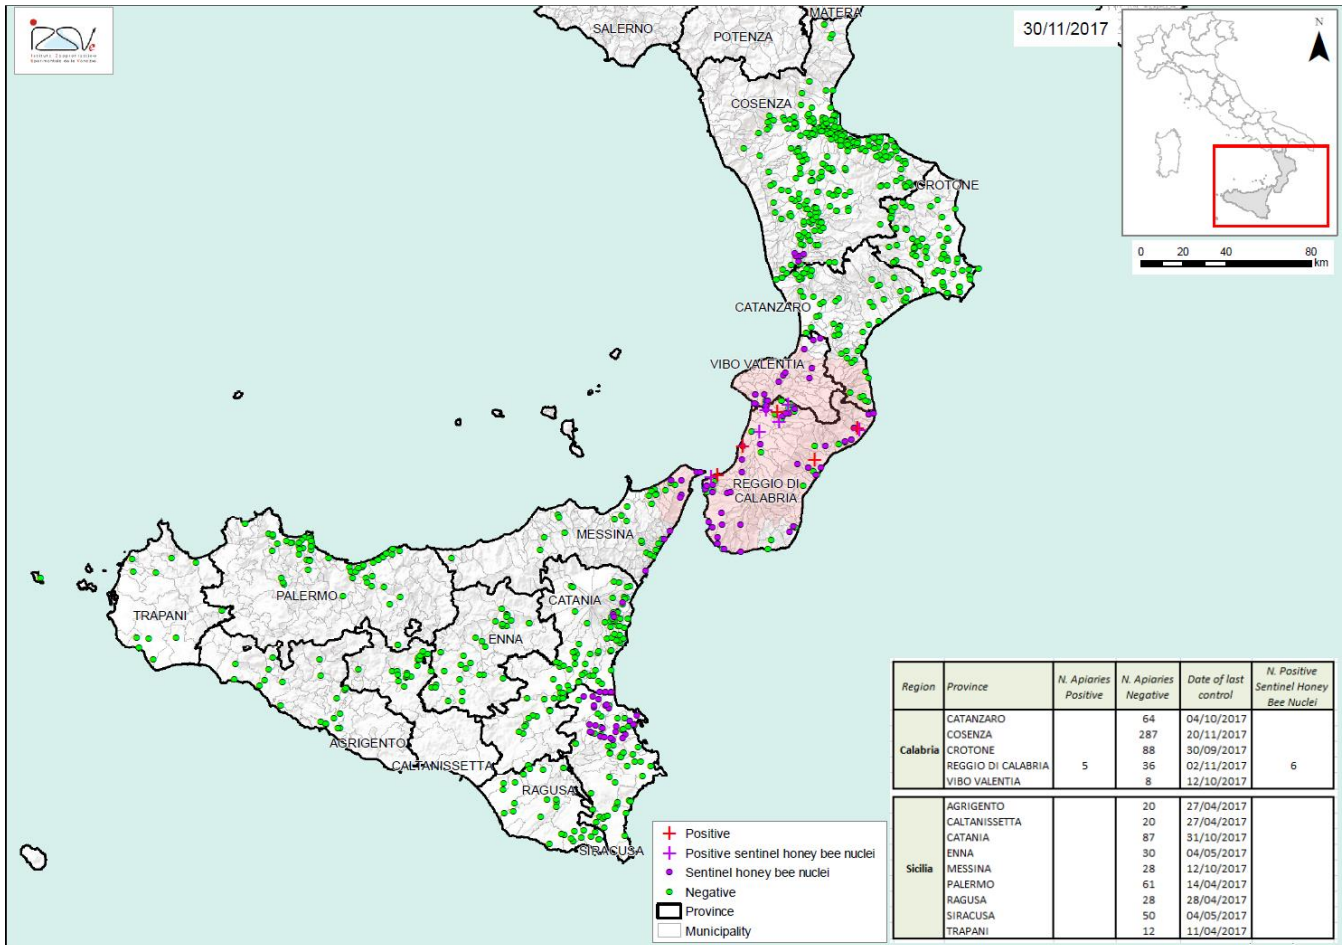 IZSVe
Istituto Zooprofilattico
Sperimentale delle Venezie
SALERNO
POTENZA
MATERA
30/11/2017
N
COSENZA
CROTONE
0 20 40 80
km
CATANZARO
VIBO VALENTIA
REGGIO DI
CALABRIA
MESSINA
PALERMO
CATANIA
TRAPANI
ENNA
AGRIGENTO
CALTANISSETTA
RAGUSA
SIRACUSA
Positive
Positive sentinel honey bee nuclei
Sentinel honey bee nuclei
Negative
Province
Municipality
Region Province N. Apiaries Positive N. Apiaries Negative Date of last control N. Positive Sentinel Honey Bee Nuclei
Calabria
CATANZARO 64 04/10/2017
COSENZA 287 20/11/2017
CROTONE 88 30/09/2017
REGGIO DI CALABRIA 5 36 02/11/2017 6
VIBO VALENTIA 8 12/10/2017
Sicilia
AGRIGENTO 20 27/04/2017
CALTANISSETTA 20 27/04/2017
CATANIA 87 31/10/2017
ENNA 30 04/05/2017
MESSINA 28 12/10/2017
PALERMO 61 14/04/2017
RAGUSA 28 28/04/2017
SIRACUSA 50 04/05/2017
TRAPANI 12 11/04/2017